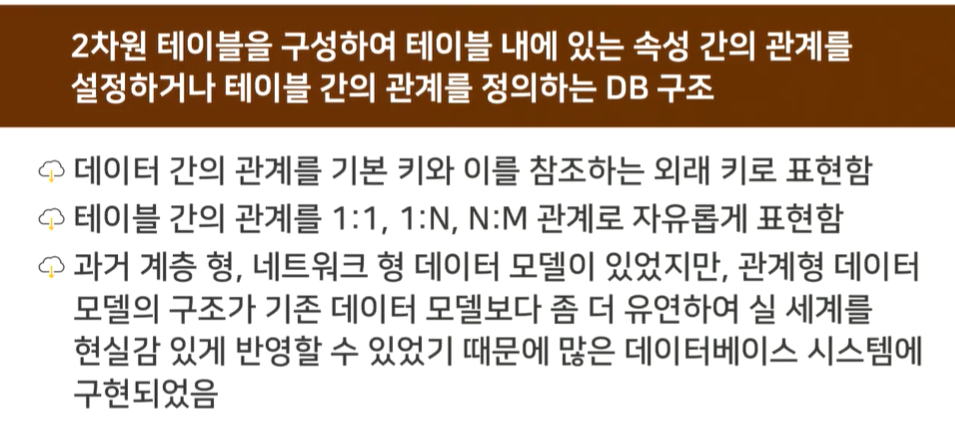 2차원 테이블을 구성하여 테이블 내에 있는 속성 간의 관계를
설정하거나 테이블 간의 관계를 정의하는 DB 구조
데이터 간의 관계를 기본 키와 이를 참조하는 외래 키로 표현함
테이블 간의 관계를 1:1, 1:N, N:M 관계로 자유롭게 표현함
과거 계층 형, 네트워크 형 데이터 모델이 있었지만, 관계형 데이터
모델의 구조가 기존 데이터 모델보다 좀 더 유연하여 실 세계를
현실감 있게 반영할 수 있었기 때문에 많은 데이터베이스 시스템에
구현되었음